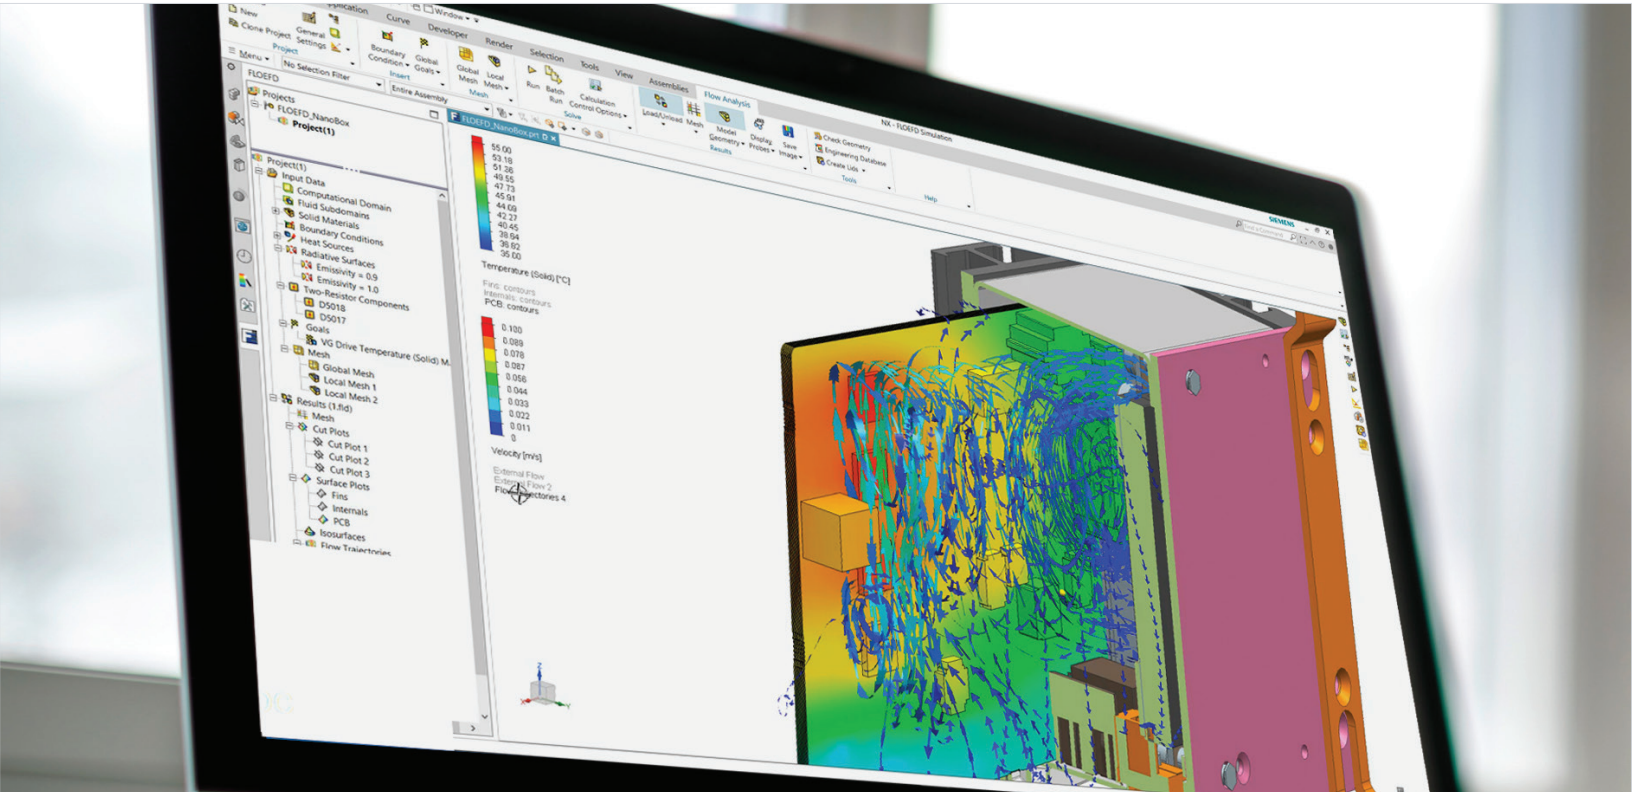 New
Clone Project
General
Settings
Project
Curve
Developer
Window
Render
Selection
Tools
View
Assemblies
Flow Analysis
NX - FLOEFD Simulation
SIEMENS
Boundary
Condition
Global
Goals
Insert
Global
Mesh
Local
Mesh
Mesh
Run
Batch
Run
Calculation
Control Options
Solve
Load/Unload
Mesh
Model
Geometry
Display
Probes
Save
Image
Results
Check Geometry
Engineering Database
Create Lids
Tools
Help
Menu
No Selection Filter
Entire Assembly
FLOEFD
FLOEFD_NanoBox.prt
Projects
FLOEFD_NanoBox
Project(1)
Project(1)
Input Data
Computational Domain
Fluid Subdomains
Solid Materials
Boundary Conditions
Heat Sources
Radiative Surfaces
Emissivity = 0.9
Emissivity = 1.0
Two-Resistor Components
D5018
D5017
Goals
VG Drive Temperature (Solid) M
Mesh
Global Mesh
Local Mesh 1
Local Mesh 2
Results (1.fld)
Mesh
Cut Plots
Cut Plot 1
Cut Plot 2
Cut Plot 3
Surface Plots
Fins
Internals
PCB
Isosurfaces
Flow Trajectories
55.00
53.18
51.36
49.55
47.73
45.91
44.09
42.27
40.45
38.64
36.82
35.00
Temperature (Solid) [°C]
Fins: contours
Internals: contours
PCB: contours
0.100
0.089
0.078
0.067
0.056
0.044
0.033
0.022
0.011
0
Velocity [m/s]
External Flow
External Flow 2
Z
X
Y